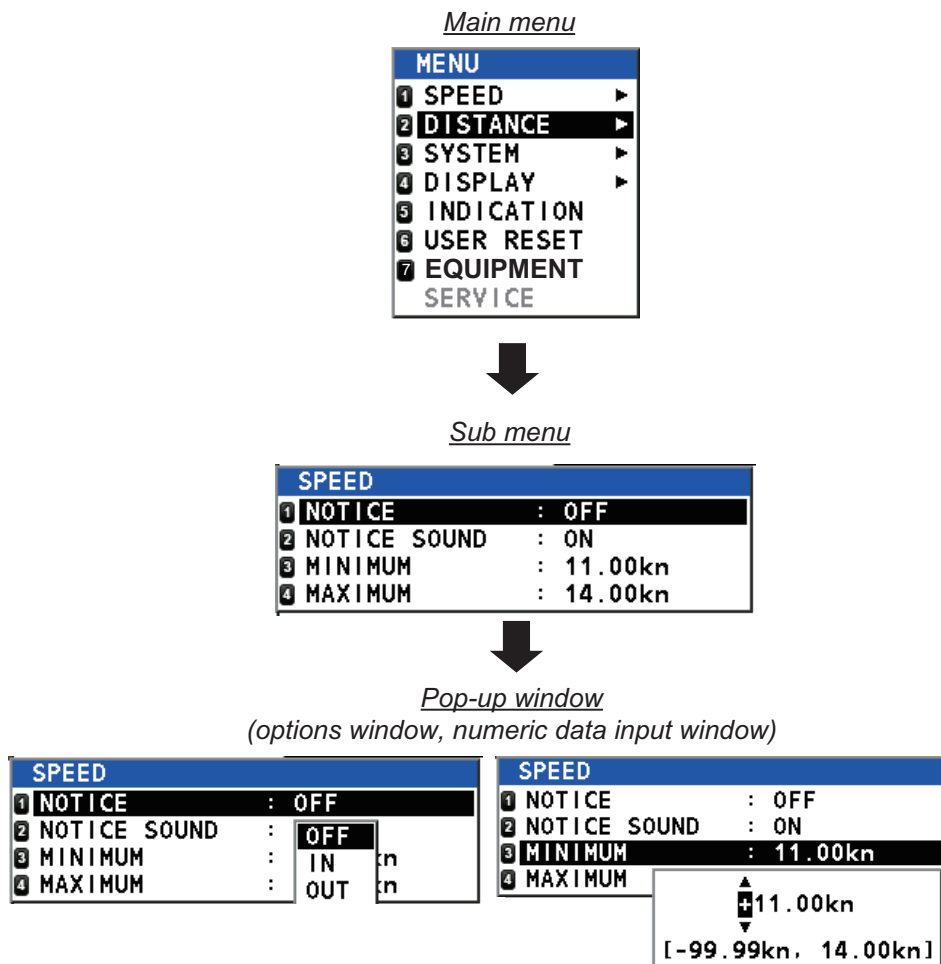 Main menu
MENU
1 SPEED ►
2 DISTANCE ►
3 SYSTEM ►
4 DISPLAY ►
5 INDICATION
6 USER RESET
7 EQUIPMENT
SERVICE
Sub menu
SPEED
1 NOTICE : OFF
2 NOTICE SOUND : ON
3 MINIMUM : 11.00kn
4 MAXIMUM : 14.00kn
Pop-up window
(options window, numeric data input window)
SPEED
1 NOTICE : OFF
2 NOTICE SOUND :
3 MINIMUM : kn
4 MAXIMUM : kn
OFF
IN
OUT
SPEED
1 NOTICE : OFF
2 NOTICE SOUND : ON
3 MINIMUM : 11.00kn
4 MAXIMUM
▲
+11.00kn
▼
[-99.99kn, 14.00kn]